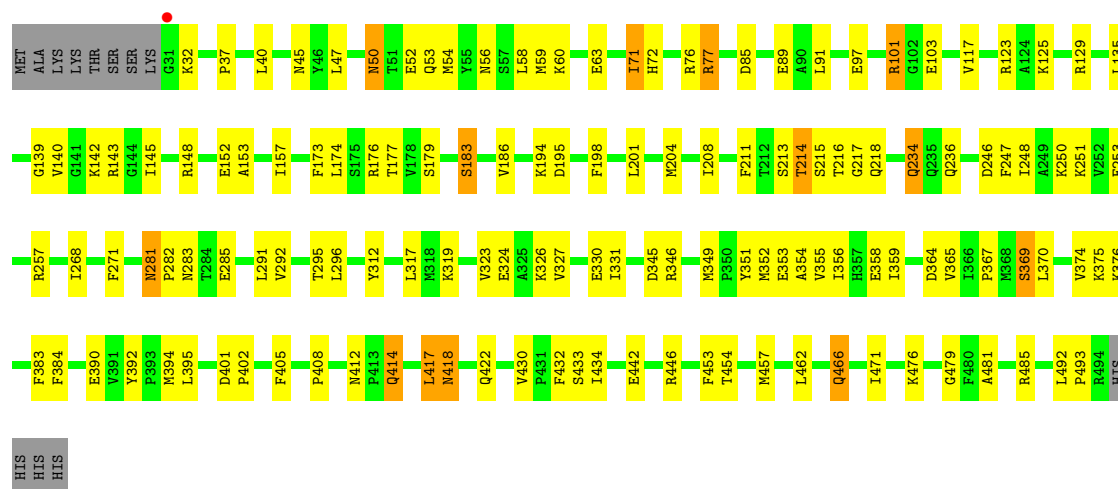 MET ALA LYS LYS THR SER SER LYS G31 K32 P37 L40 N45 Y46 L47 N50 T51 E52 Q53 M54 Y55 N56 S57 L58 M59 K60 E63 I71 H72 R76 R77 D85 E89 A90 L91 E97 R101 G102 E103 V117 R123 A124 K125 R129 L135
G139 V140 G141 K142 R143 G144 I145 R148 E152 A153 I157 F173 L174 S175 R176 T177 V178 S179 S183 V186 K194 D195 F198 L201 M204 I208 F211 T212 S213 T214 S215 T216 G217 Q218 Q234 Q235 Q236 D246 F247 I248 A249 K250 K251 V252
R257 I268 F271 N281 P282 N283 T284 E285 L291 V292 T295 L296 Y312 L317 M318 K319 V323 E324 A325 K326 V327 E330 I331 D345 R346 M349 P350 Y351 M352 E353 A354 V355 I356 H357 E358 I359 D364 V365 I366 P367 M368 S369 L370 V374 K375 K376
F383 F384 E390 V391 Y392 P393 M394 L395 D401 P402 F405 P408 N412 P413 Q414 L417 N418 Q422 V430 P431 F432 S433 I434 E442 R446 F453 T454 M457 L462 Q466 I471 K476 G479 F480 A481 R485 L492 P493 R494 HIS
HIS HIS HIS